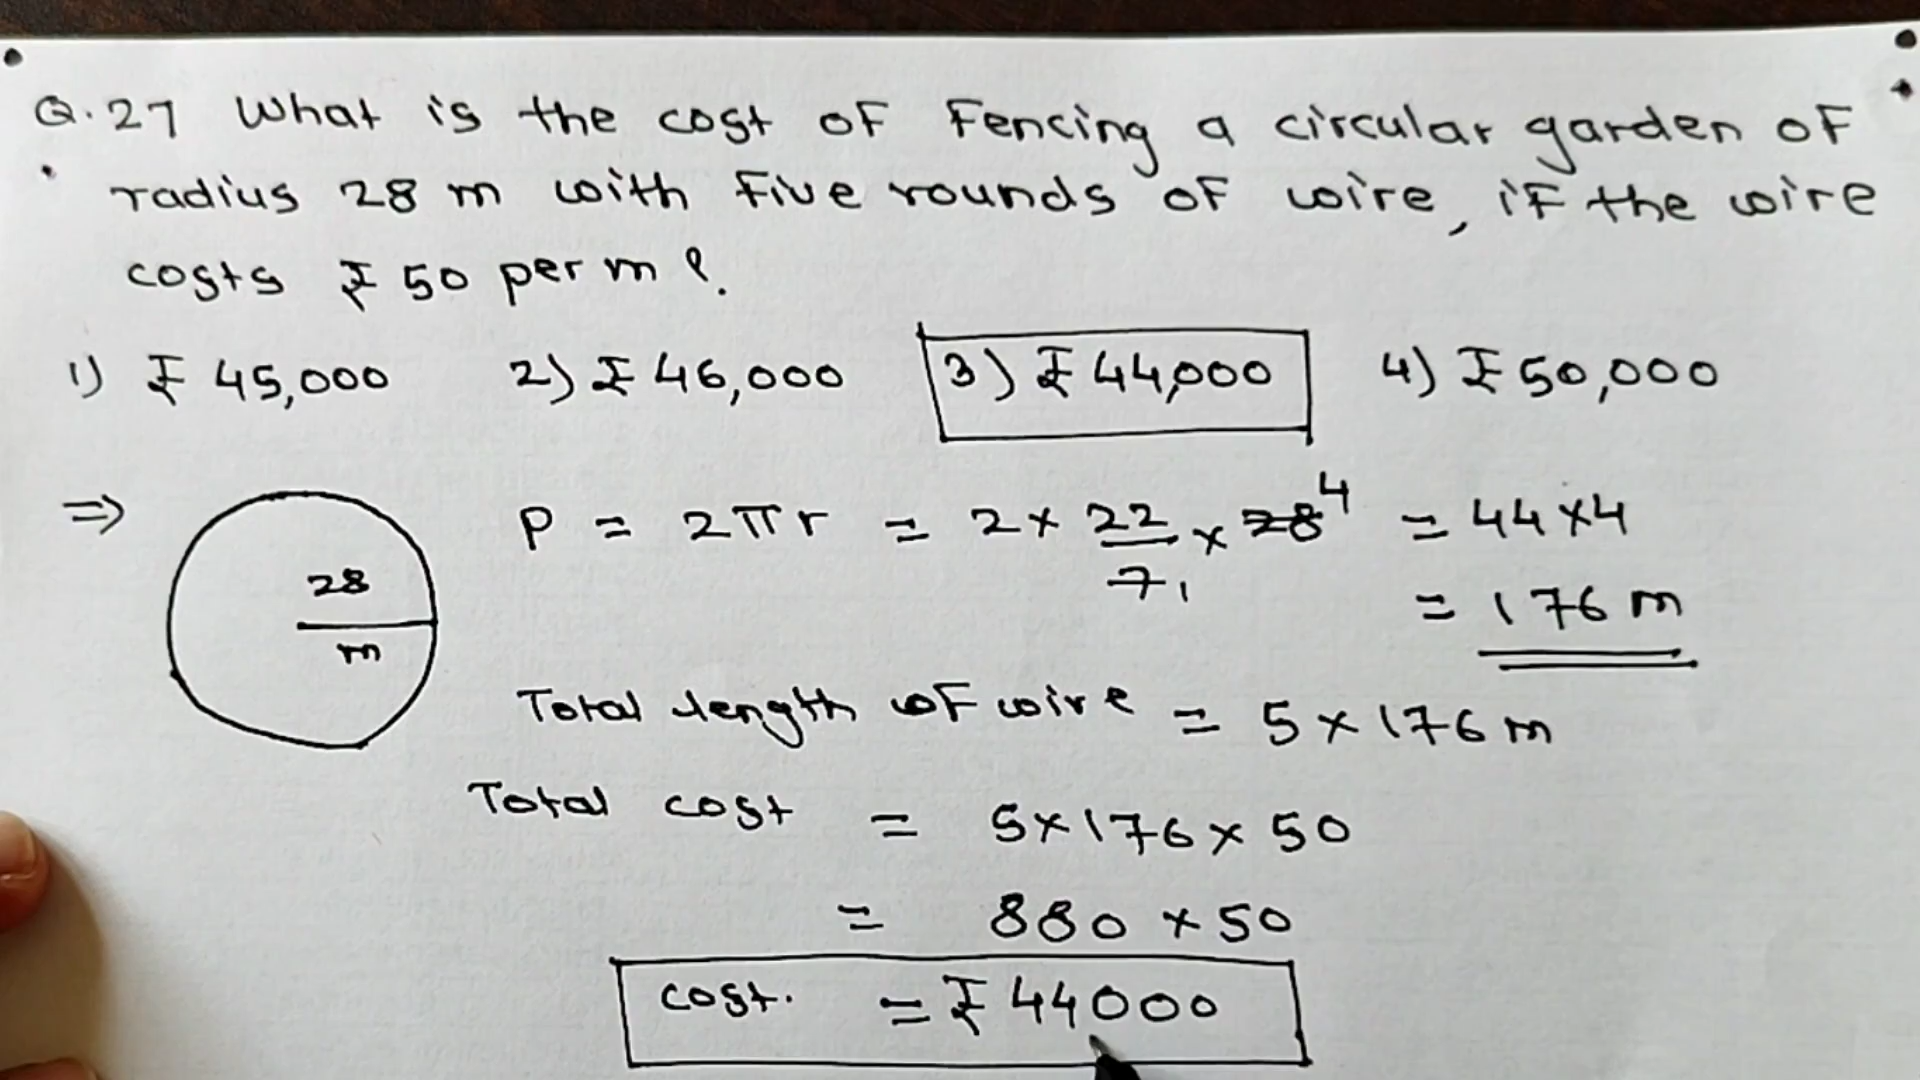 Q.27 What is the cost of Fencing a circular garden of
radius 28 m with Five rounds of wire, if the wire
costs ₹ 50 per m?
1) ₹ 45,000 2) ₹ 46,000 3) ₹ 44,000 4) ₹ 50,000
⇒ P = 2πr = 2 × 22/7 × 28 4 = 44 × 4
1
28
m
= 176 m
Total length of wire = 5 × 176 m
Total cost = 5 × 176 × 50
= 880 × 50
cost. = ₹ 44000